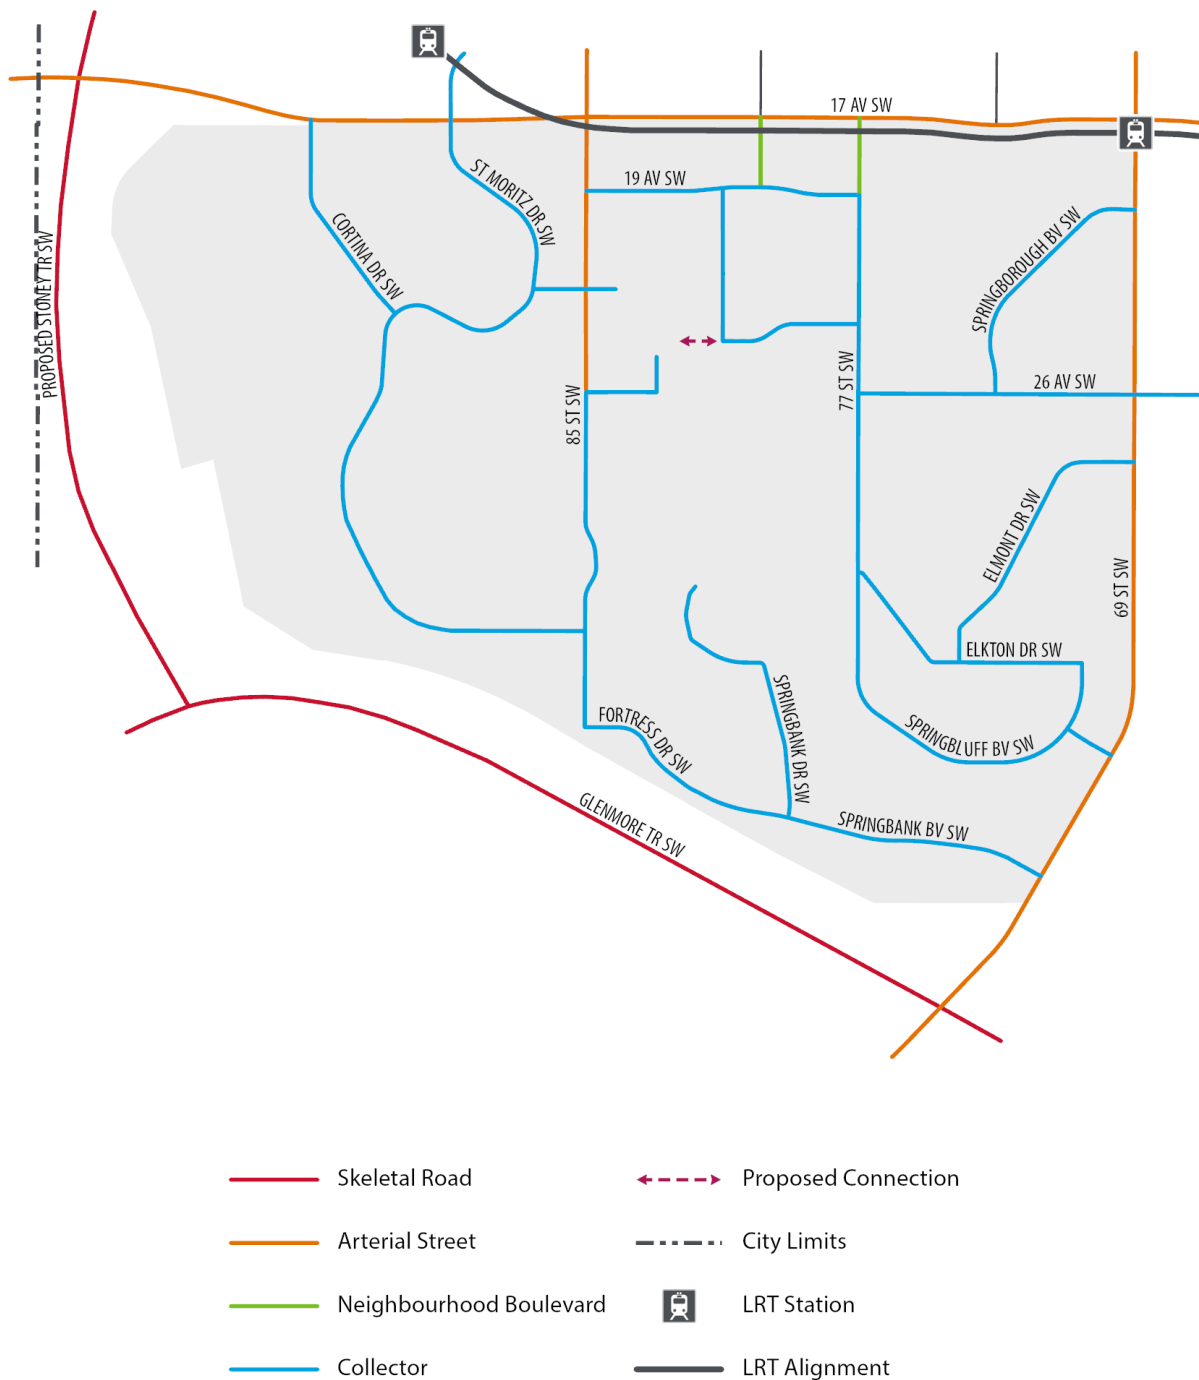 17 AV SW
ST MORITZ DR SW
19 AV SW
CORTINA DR SW
SPRINGBOROUGH BV SW
PROPOSED STONEY TR SW
26 AV SW
77 ST SW
85 ST SW
ELMONT DR SW
69 ST SW
ELKTON DR SW
SPRINGBANK DR SW
FORTRESS DR SW
SPRINGBLUFF BV SW
GLENMORE TR SW
SPRINGBANK BV SW
Skeletal Road
Proposed Connection
Arterial Street
City Limits
Neighbourhood Boulevard
LRT Station
Collector
LRT Alignment